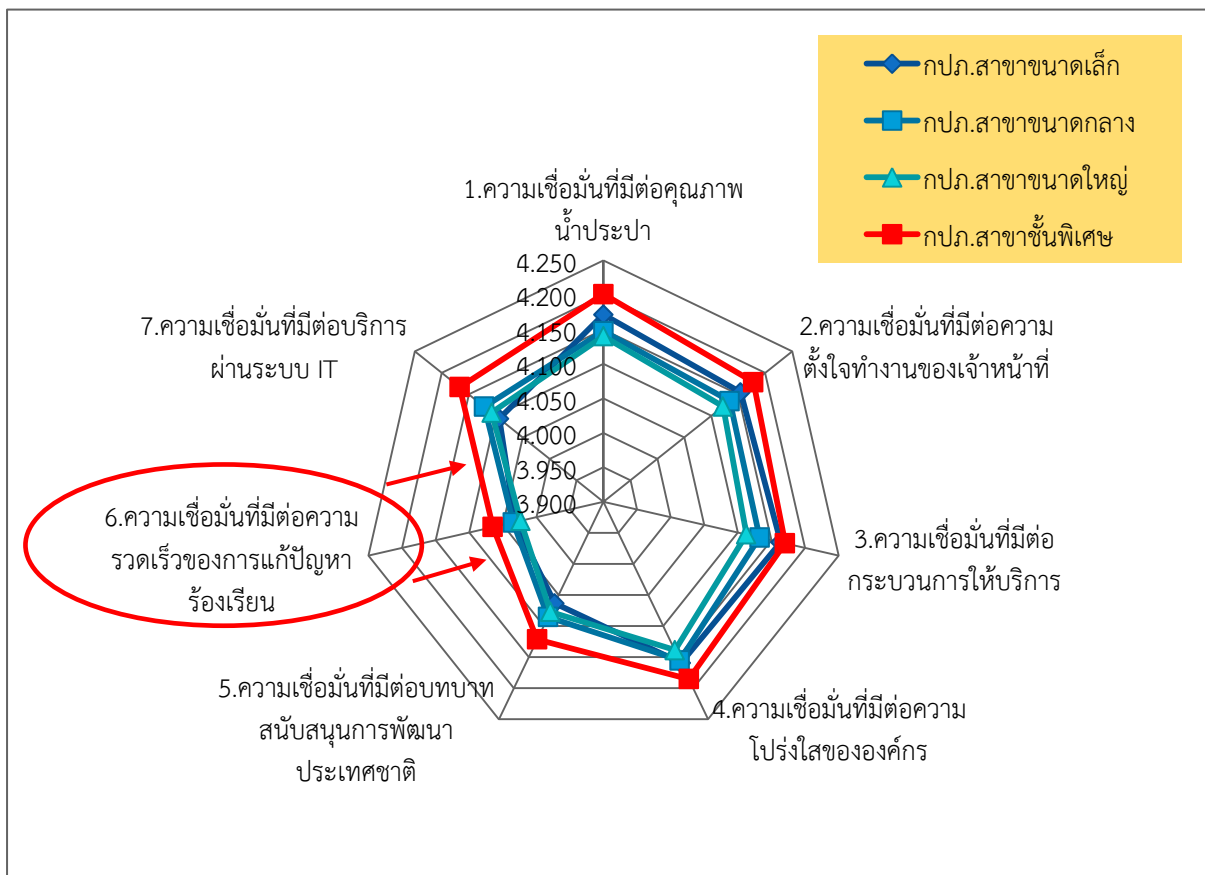 กปภ.สาขาขนาดเล็ก
กปภ.สาขาขนาดกลาง
กปภ.สาขาขนาดใหญ่
กปภ.สาขาชั้นพิเศษ
1.ความเชื่อมั่นที่มีต่อคุณภาพ
น้ำประปา
4.250
4.200
4.150
4.100
4.050
4.000
3.950
3.900
2.ความเชื่อมั่นที่มีต่อความ
ตั้งใจทำงานของเจ้าหน้าที่
3.ความเชื่อมั่นที่มีต่อ
กระบวนการให้บริการ
4.ความเชื่อมั่นที่มีต่อความ
โปร่งใสขององค์กร
5.ความเชื่อมั่นที่มีต่อบทบาท
สนับสนุนการพัฒนา
ประเทศชาติ
6.ความเชื่อมั่นที่มีต่อความ
รวดเร็วของการแก้ปัญหา
ร้องเรียน
7.ความเชื่อมั่นที่มีต่อบริการ
ผ่านระบบ IT